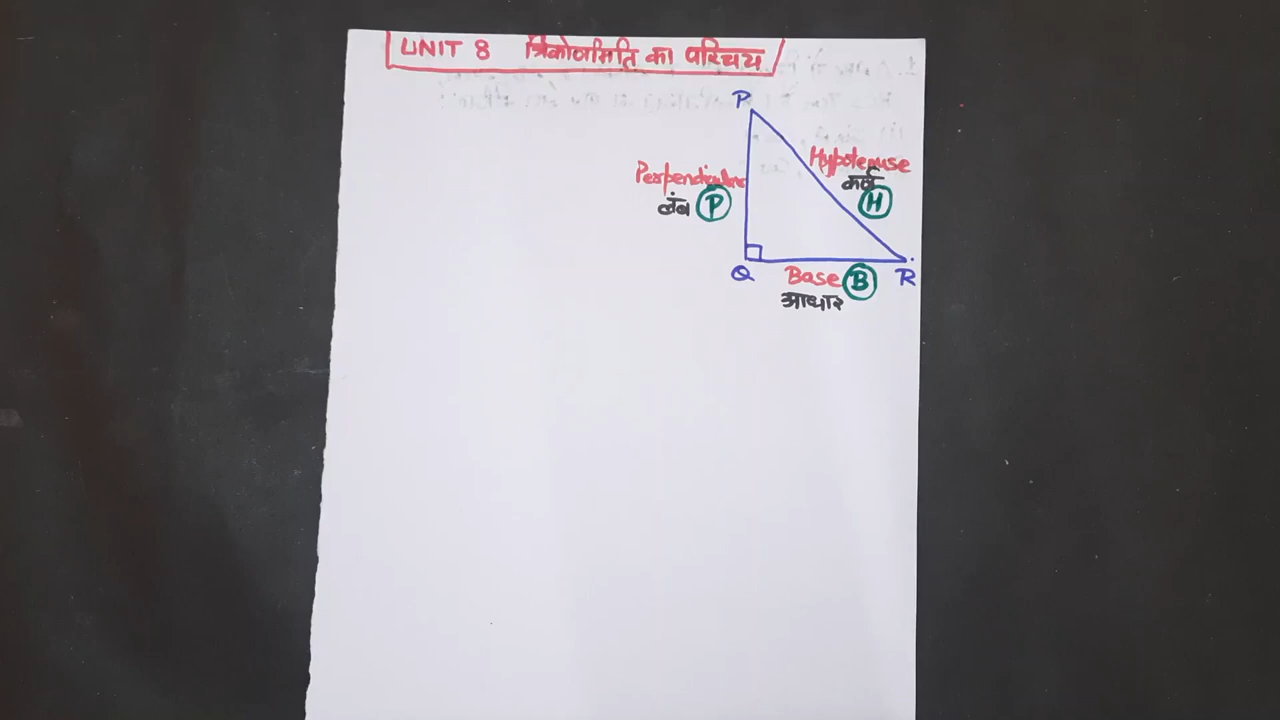 UNIT 8 त्रिकोणमिति का परिचय
P
Hypotenuse
कर्ण
H
Perpendicular
लंब P
Q
Base B
आधार
R